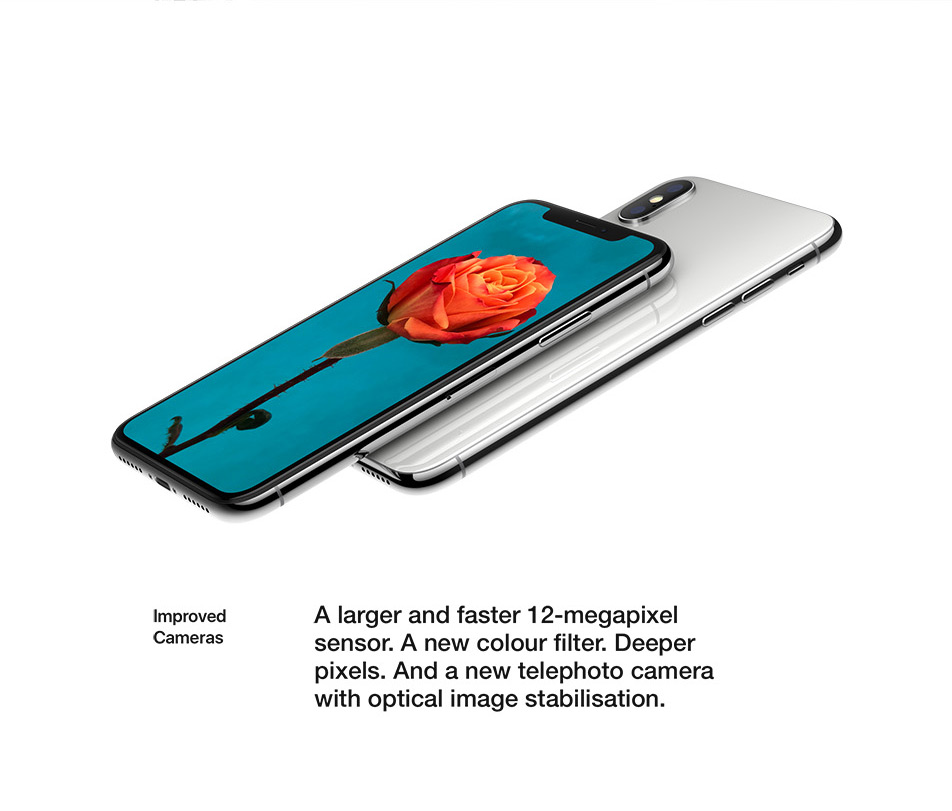 Improved
Cameras
A larger and faster 12-megapixel
sensor. A new colour filter. Deeper
pixels. And a new telephoto camera
with optical image stabilisation.